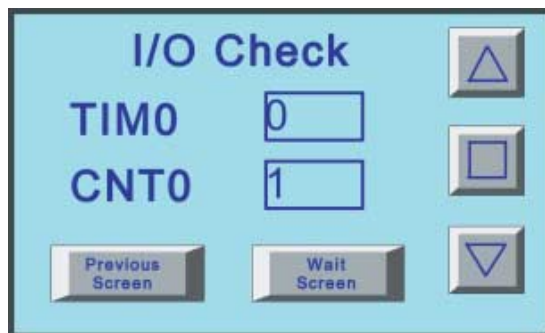 I/O Check
TIM0 0
CNT0 1
Previous
Screen
Wait
Screen